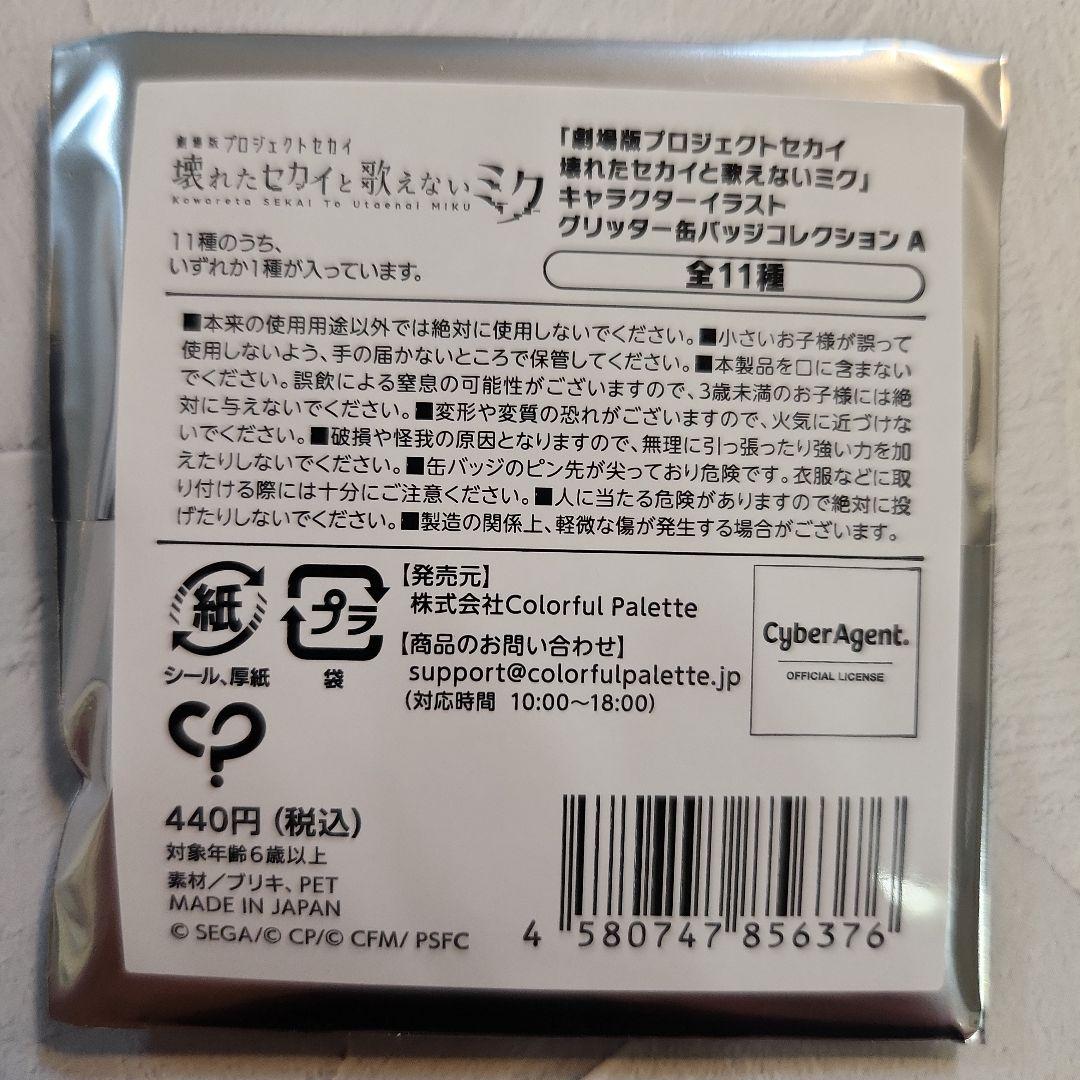 劇場版プロジェクトセカイ
壊れたセカイと歌えないミク
Kowareta SEKAI To Utaenai MIKU
11種のうち、
いずれか1種が入っています。
「劇場版プロジェクトセカイ
壊れたセカイと歌えないミク」
キャラクターイラスト
グリッター缶バッジコレクション A
全11種
■本来の使用用途以外では絶対に使用しないでください。■小さいお子様が誤って
使用しないよう、手の届かないところで保管してください。■本製品を口に含まない
でください。誤飲による窒息の可能性がございますので、3歳未満のお子様には絶
対に与えないでください。■変形や変質の恐れがございますので、火気に近づけな
いでください。■破損や怪我の原因となりますので、無理に引っ張ったり強い力を加
えたりしないでください。■缶バッジのピン先が尖っており危険です。衣服などに取
り付ける際には十分にご注意ください。■人に当たる危険がありますので絶対に投
げたりしないでください。■製造の関係上、軽微な傷が発生する場合がございます。
紙
シール、厚紙
プラ
袋
【発売元】
株式会社Colorful Palette
【商品のお問い合わせ】
support@colorfulpalette.jp
(対応時間 10:00～18:00)
CyberAgent.
OFFICIAL LICENSE
440円(税込)
対象年齢6歳以上
素材/ブリキ、PET
MADE IN JAPAN
© SEGA/© CP/© CFM/ PSFC
4 580747 856376